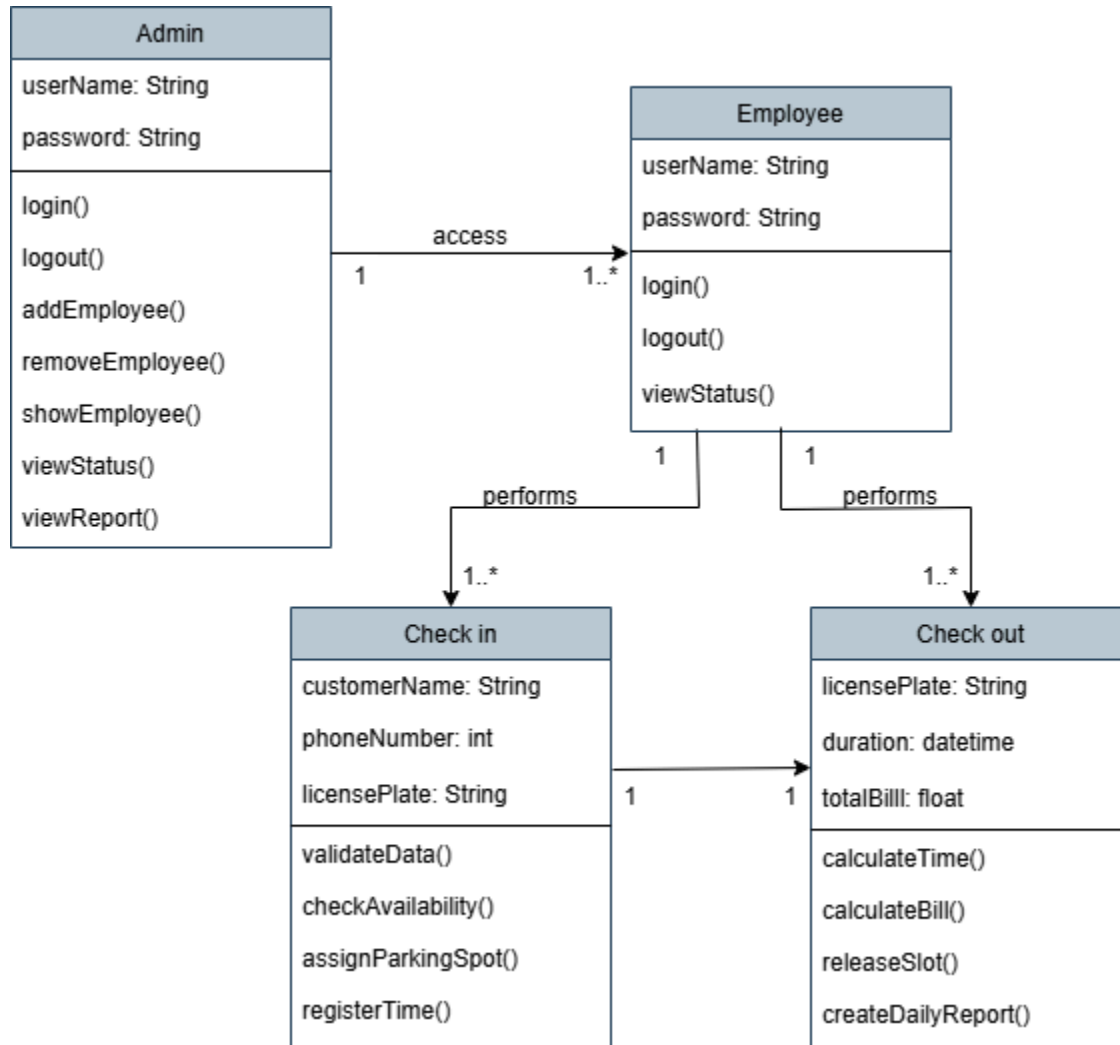 Admin
userName: String
password: String
login()
logout()
addEmployee()
removeEmployee()
showEmployee()
viewStatus()
viewReport()
access
1
1..*
Employee
userName: String
password: String
login()
logout()
viewStatus()
1
1
performs
performs
1..*
1..*
Check in
customerName: String
phoneNumber: int
licensePlate: String
validateData()
checkAvailability()
assignParkingSpot()
registerTime()
1
1
Check out
licensePlate: String
duration: datetime
totalBilll: float
calculateTime()
calculateBill()
releaseSlot()
createDailyReport()